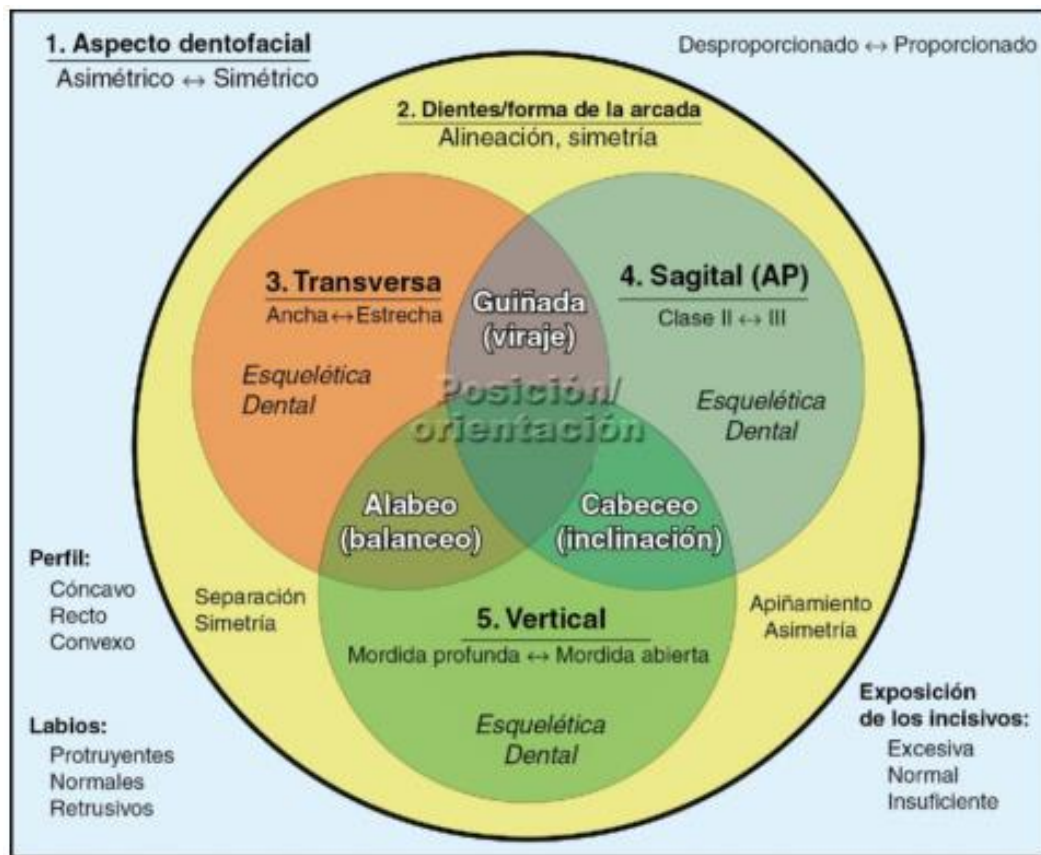 1. Aspecto dentofacial
Asimétrico ↔ Simétrico
Desproporcionado ↔ Proporcionado
2. Dientes/forma de la arcada
Alineación, simetría
3. Transversa
Ancha↔Estrecha
Esquelética
Dental
Guiñada
(viraje)
4. Sagital (AP)
Clase II ↔ III
Esquelética
Dental
Posición/
orientación
Alabeo
(balanceo)
Cabeceo
(inclinación)
Perfil:
Cóncavo
Recto
Convexo
Separación
Simetría
5. Vertical
Mordida profunda ↔ Mordida abierta
Esquelética
Dental
Apiñamiento
Asimetría
Labios:
Protruyentes
Normales
Retrusivos
Exposición
de los incisivos:
Excesiva
Normal
Insuficiente